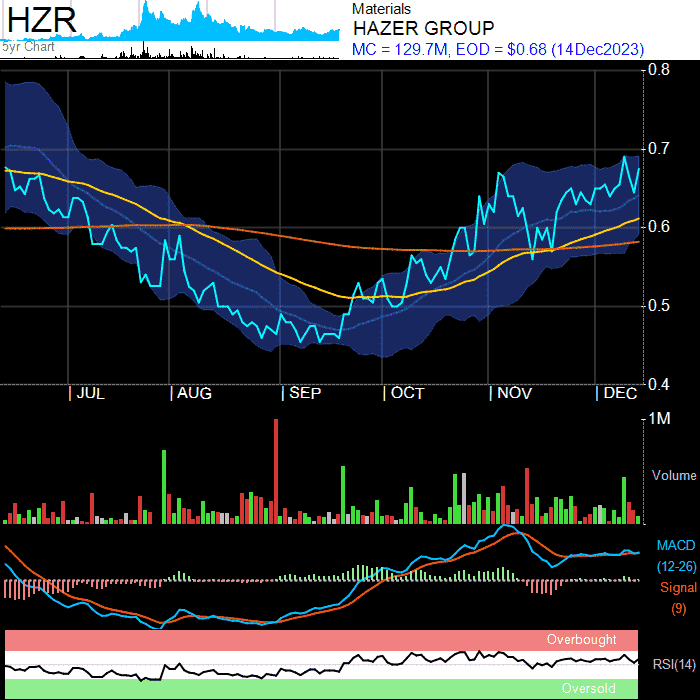 HZR
5yr Chart
Materials
HAZER GROUP
MC = 129.7M, EOD = $0.68 (14Dec2023)
0.8
0.7
0.6
0.5
0.4
JUL AUG SEP OCT NOV DEC
1M
Volume
MACD
(12-26)
Signal
(9)
Overbought
RSI(14)
Oversold